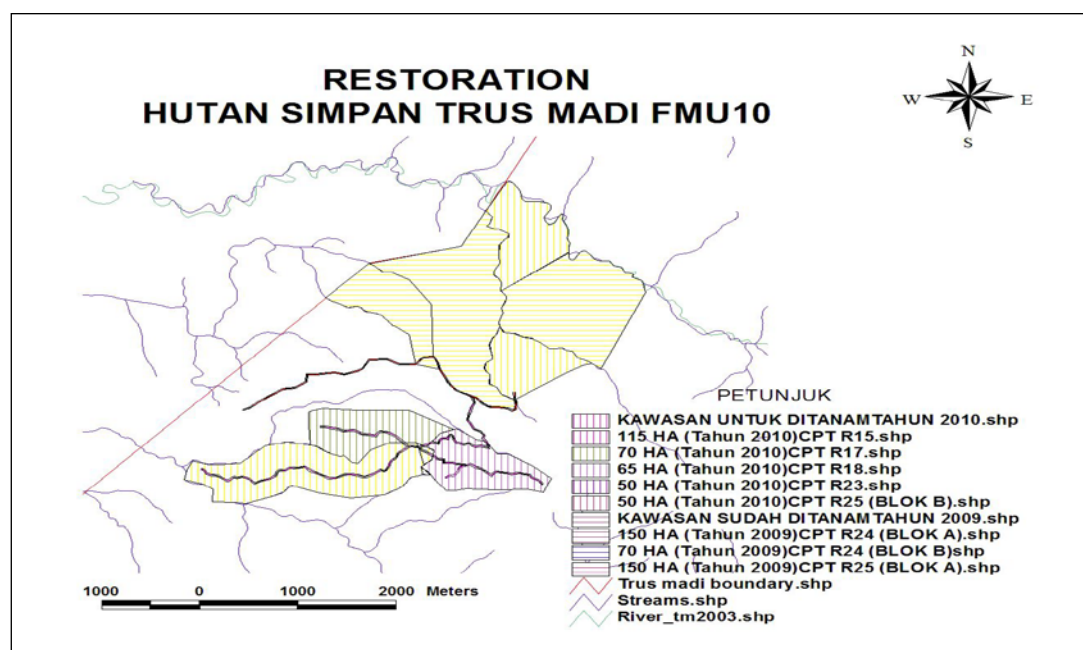 RESTORATION
HUTAN SIMPAN TRUS MADI FMU10
N
W E
S
PETUNJUK
KAWASAN UNTUK DITANAM TAHUN 2010.shp
115 HA (Tahun 2010)CPT R15.shp
70 HA (Tahun 2010)CPT R17.shp
65 HA (Tahun 2010)CPT R18.shp
50 HA (Tahun 2010)CPT R23.shp
50 HA (Tahun 2010)CPT R25 (BLOK B).shp
KAWASAN SUDAH DITANAM TAHUN 2009.shp
150 HA (Tahun 2009)CPT R24 (BLOK A).shp
70 HA (Tahun 2009)CPT R24 (BLOK B)shp
150 HA (Tahun 2009)CPT R25 (BLOK A).shp
Trus madi boundary.shp
Streams.shp
River_tm2003.shp
1000 0 1000 2000 Meters